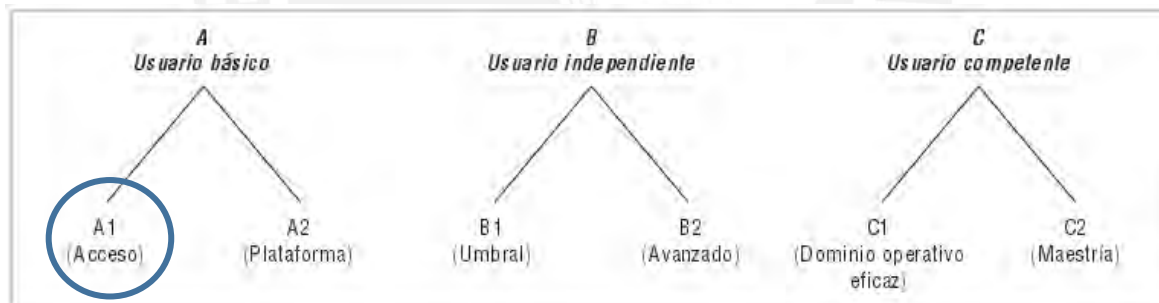 A
Usuario básico
B
Usuario independiente
C
Usuario competente
A1
(Acceso)
A2
(Plataforma)
B1
(Umbral)
B2
(Avanzado)
C1
(Dominio operativo
eficaz)
C2
(Maestría)